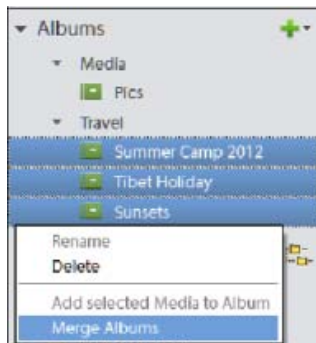 Albums
Media
Pics
Travel
Summer Camp 2012
Tibet Holiday
Sunsets
Rename
Delete
Add selected Media to Album
Merge Albums